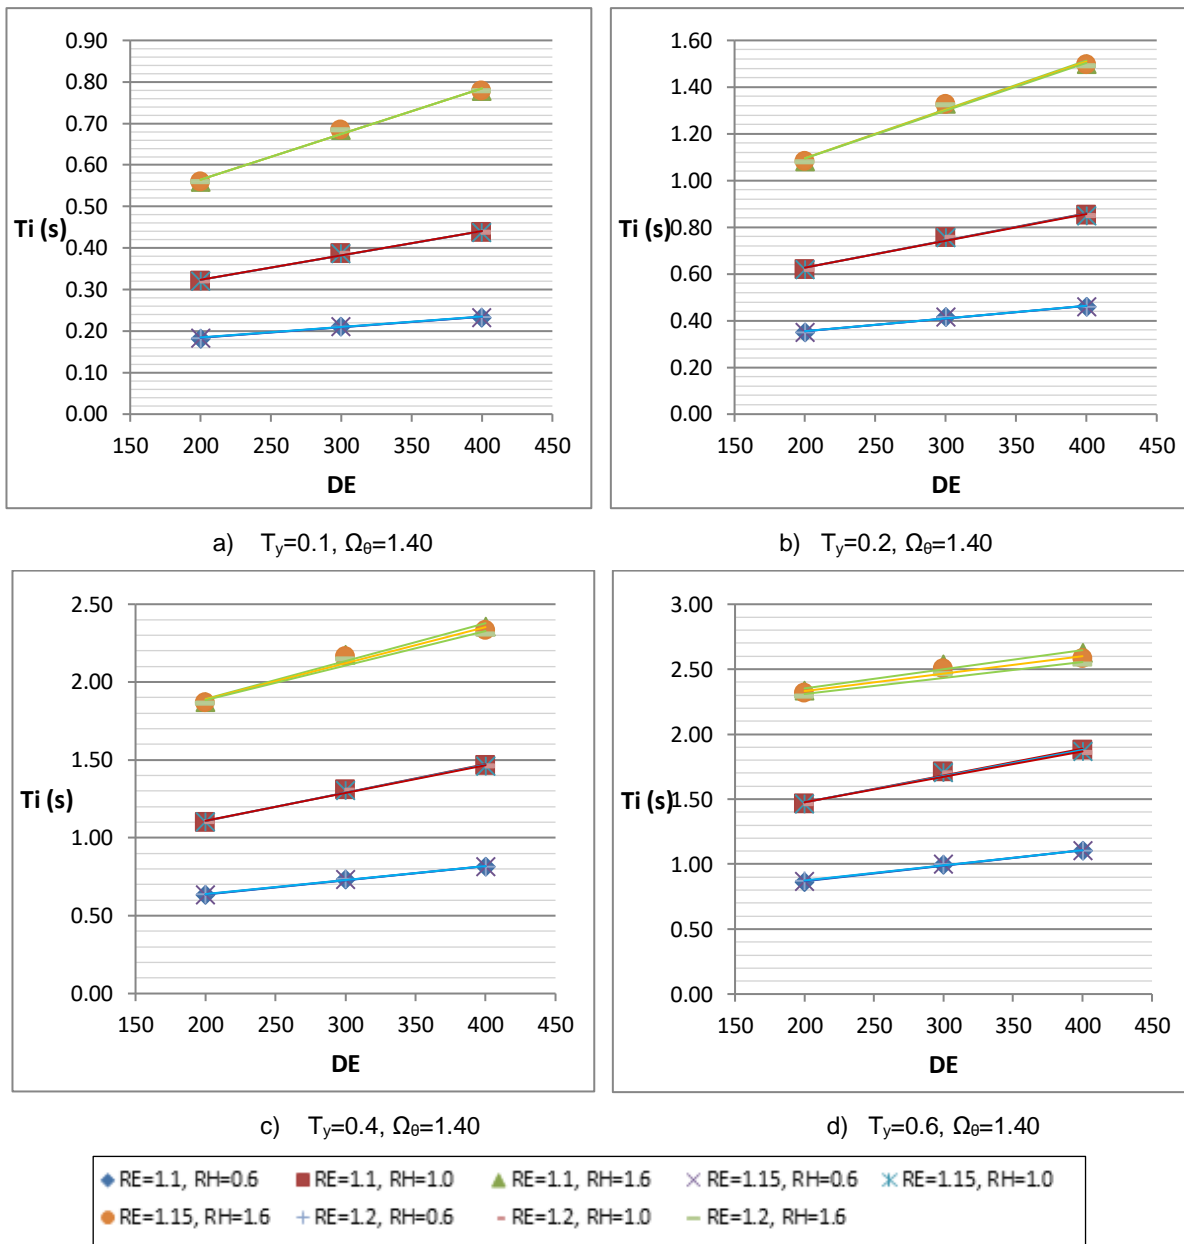 0.90
0.80
0.70
0.60
0.50
Ti (s)
0.40
0.30
0.20
0.10
0.00
150 200 250 300 350 400 450
DE
1.60
1.40
1.20
1.00
Ti (s)
0.80
0.60
0.40
0.20
0.00
150 200 250 300 350 400 450
DE
a) Ty=0.1, Ωθ=1.40
b) Ty=0.2, Ωθ=1.40
2.50
2.00
1.50
Ti (s)
1.00
0.50
0.00
150 200 250 300 350 400 450
DE
3.00
2.50
2.00
Ti (s)
1.50
1.00
0.50
0.00
150 200 250 300 350 400 450
DE
c) Ty=0.4, Ωθ=1.40
d) Ty=0.6, Ωθ=1.40
RE=1.1, RH=0.6 RE=1.1, RH=1.0 RE=1.1, RH=1.6 RE=1.15, RH=0.6 RE=1.15, RH=1.0
RE=1.15, RH=1.6 RE=1.2, RH=0.6 RE=1.2, RH=1.0 RE=1.2, RH=1.6